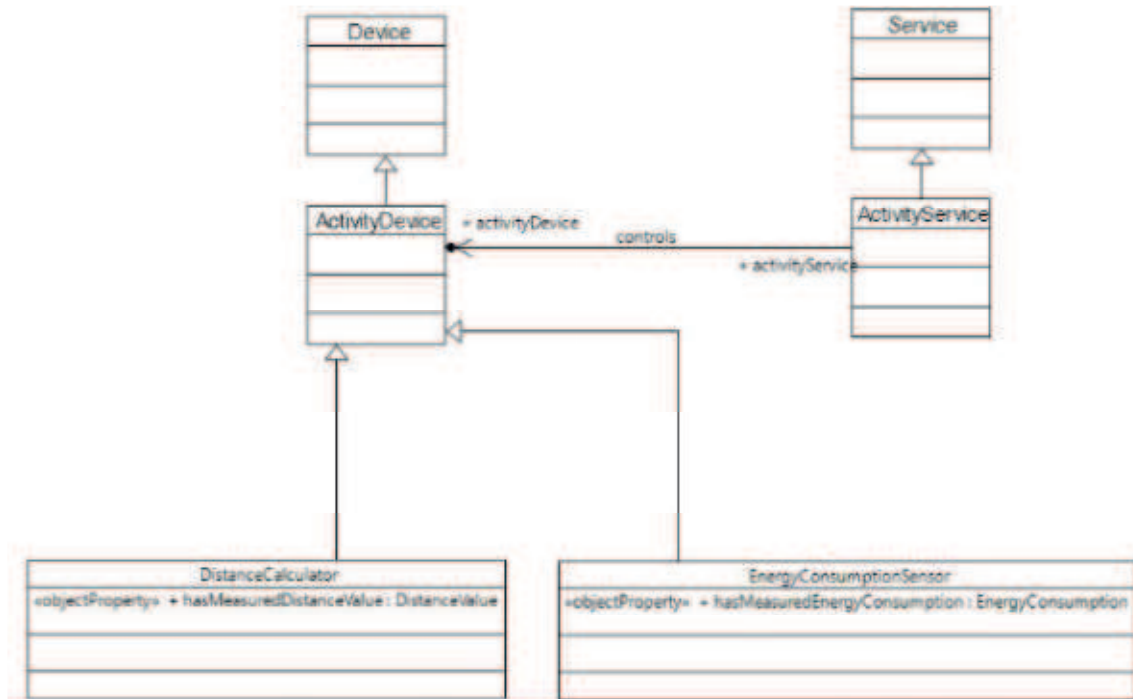 Device
Service
ActivityDevice
ActivityService
+ activityDevice
controls
+ activityService
DistanceCalculator
«objectProperty» + hasMeasuredDistanceValue : DistanceValue
EnergyConsumptionSensor
«objectProperty» + hasMeasuredEnergyConsumption : EnergyConsumption